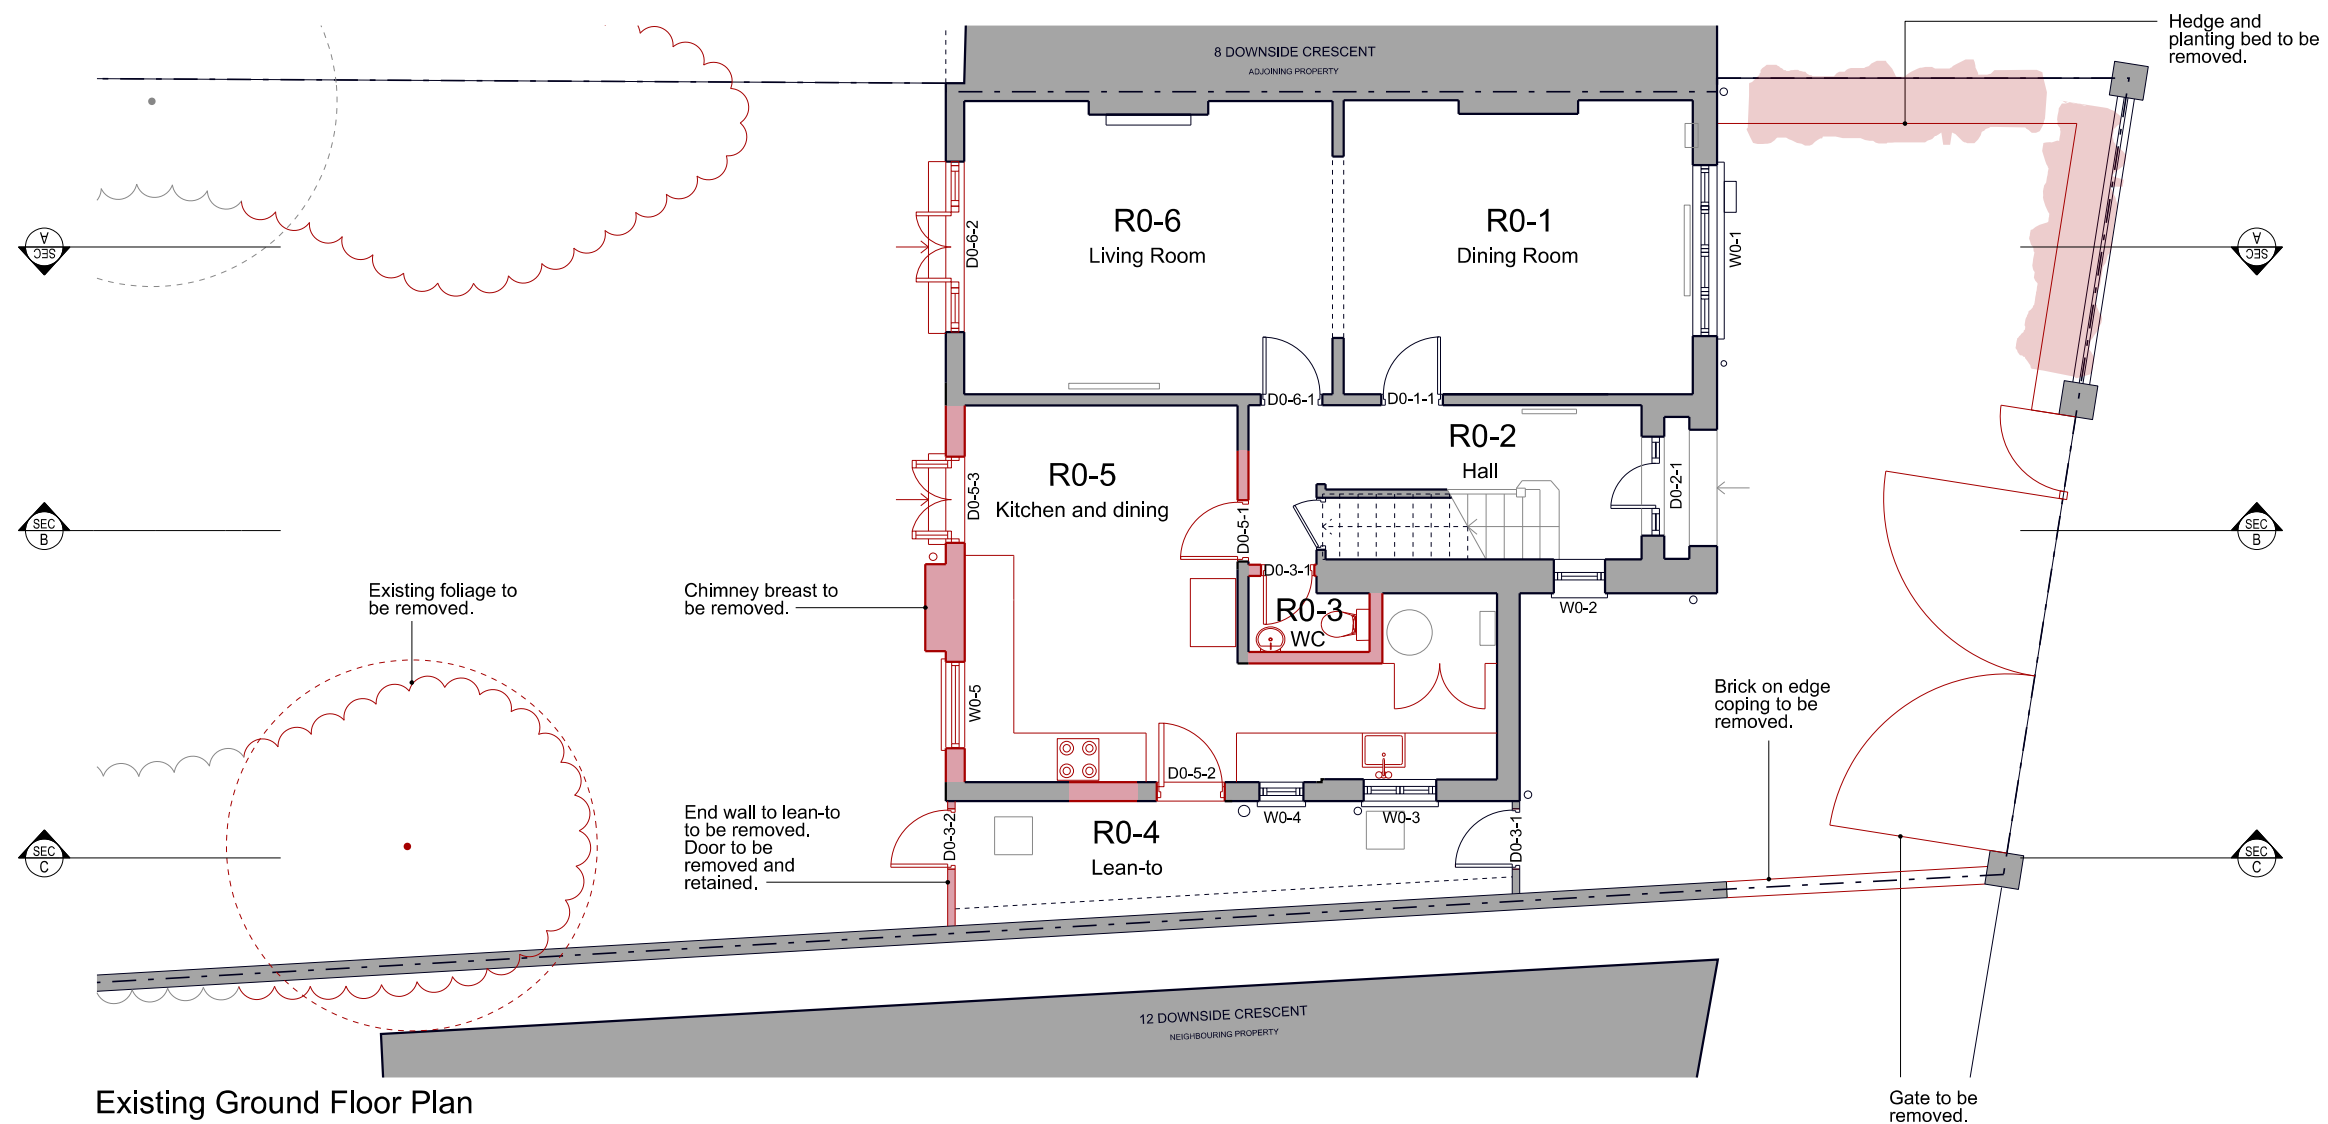 Hedge and
planting bed to be
removed.
8 DOWNSIDE CRESCENT
ADJOINING PROPERTY
R0-6
Living Room
R0-1
Dining Room
D0-6-2
W0-1
SEC
A
SEC
A
D0-6-1
D0-1-1
R0-2
Hall
R0-5
Kitchen and dining
D0-5-3
D0-5-1
D0-2-1
SEC
B
SEC
B
D0-3-1
R0-3
WC
W0-2
Existing foliage to
be removed.
Chimney breast to
be removed.
W0-5
Brick on edge
coping to be
removed.
D0-5-2
End wall to lean-to
to be removed.
Door to be
removed and
retained.
D0-3-2
R0-4
Lean-to
W0-4
W0-3
D0-3-1
SEC
C
SEC
C
12 DOWNSIDE CRESCENT
NEIGHBOURING PROPERTY
Existing Ground Floor Plan
Gate to be
removed.